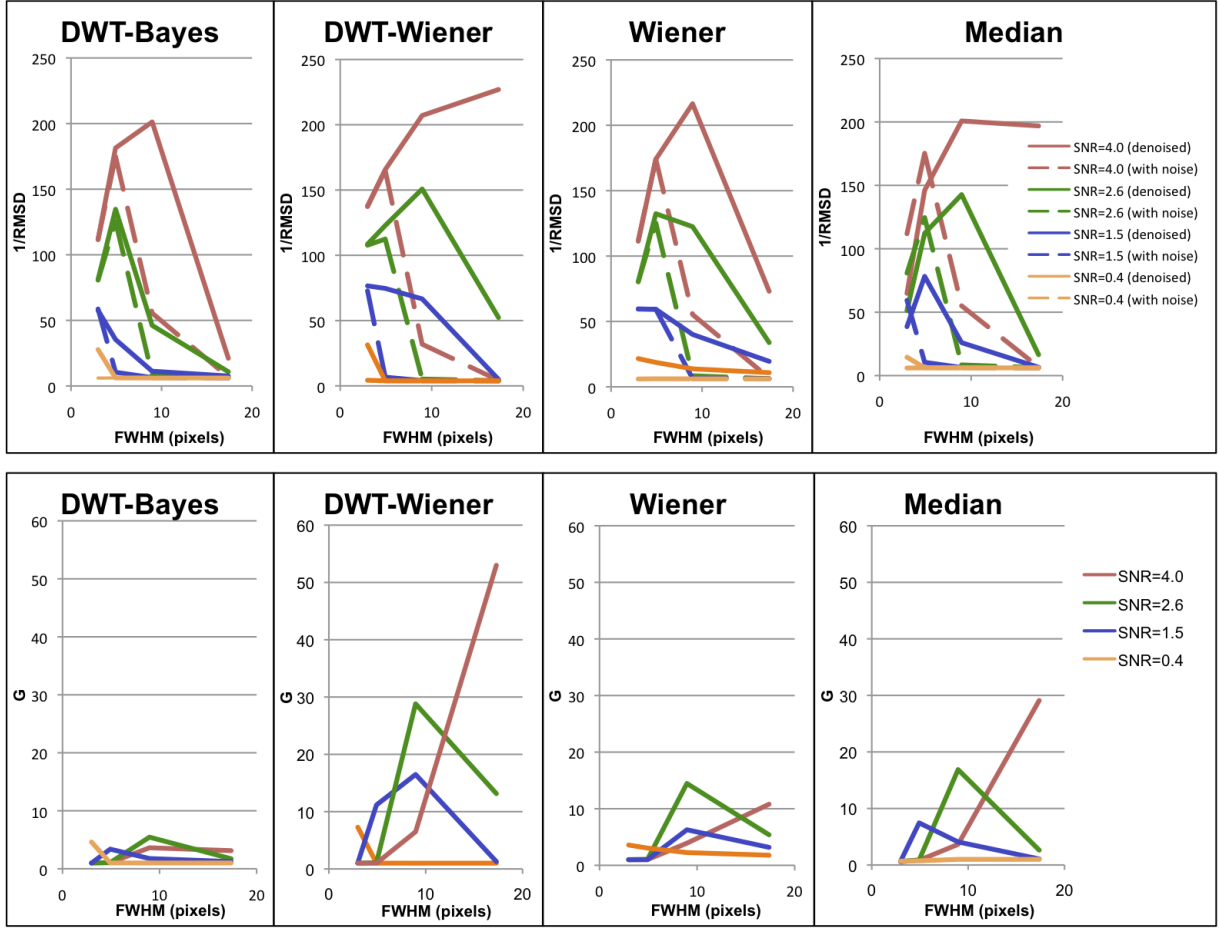 DWT-Bayes
250
200
150
100
50
0
0 10 20
1/RMSD
FWHM (pixels)
DWT-Wiener
250
200
150
100
50
0
0 10 20
1/RMSD
FWHM (pixels)
Wiener
250
200
150
100
50
0
0 10 20
1/RMSD
FWHM (pixels)
Median
250
200
150
100
50
0
0 10 20
1/RMSD
FWHM (pixels)
SNR=4.0 (denoised)
SNR=4.0 (with noise)
SNR=2.6 (denoised)
SNR=2.6 (with noise)
SNR=1.5 (denoised)
SNR=1.5 (with noise)
SNR=0.4 (denoised)
SNR=0.4 (with noise)
DWT-Bayes
60
50
40
30
20
10
0
0 10 20
G
FWHM (pixels)
DWT-Wiener
60
50
40
30
20
10
0
0 10 20
G
FWHM (pixels)
Wiener
60
50
40
30
20
10
0
0 10 20
G
FWHM (pixels)
Median
60
50
40
30
20
10
0
0 10 20
G
FWHM (pixels)
SNR=4.0
SNR=2.6
SNR=1.5
SNR=0.4